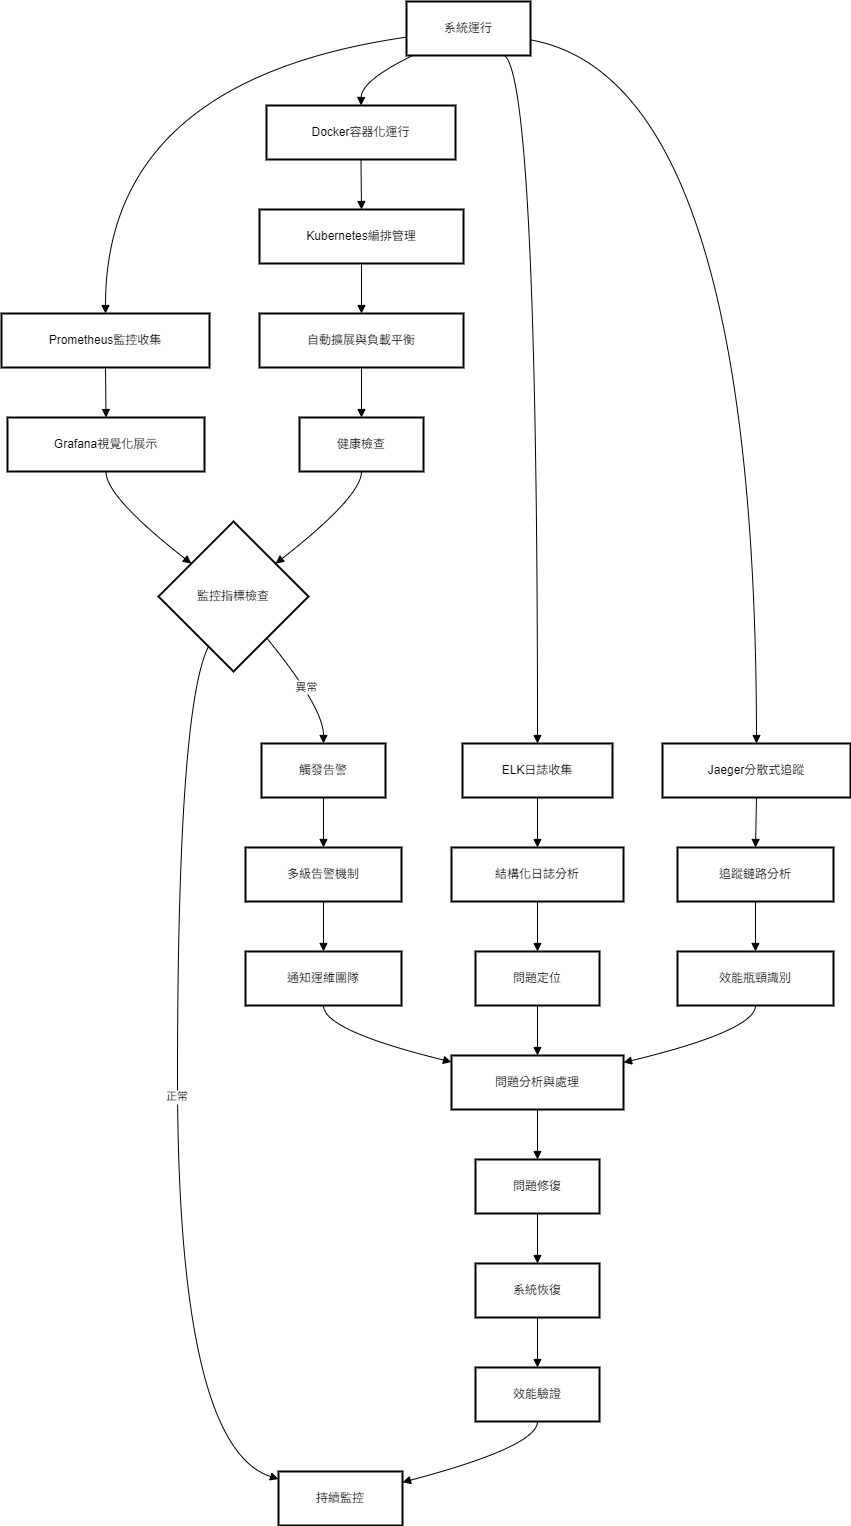 系統運行
Docker容器化運行
Kubernetes編排管理
Prometheus監控收集
自動擴展與負載平衡
Grafana視覺化展示
健康檢查
監控指標檢查
異常
觸發告警
ELK日誌收集
Jaeger分散式追蹤
多級告警機制
結構化日誌分析
追蹤鏈路分析
通知運維團隊
問題定位
效能瓶頸識別
問題分析與處理
正常
問題修復
系統恢復
效能驗證
持續監控